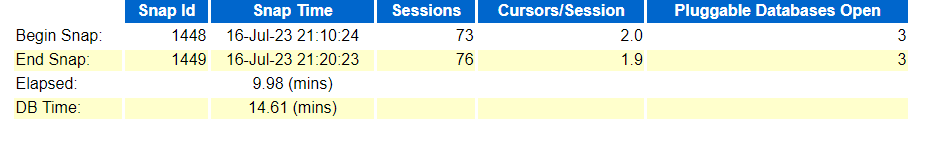 Snap Id Snap Time Sessions Cursors/Session Pluggable Databases Open
Begin Snap: 1448 16-Jul-23 21:10:24 73 2.0 3
End Snap: 1449 16-Jul-23 21:20:23 76 1.9 3
Elapsed: 9.98 (mins)
DB Time: 14.61 (mins)